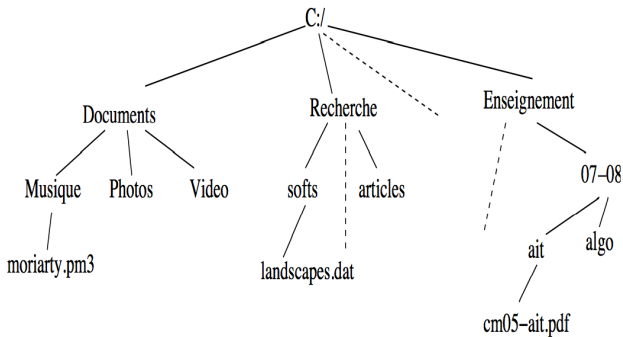 C:/
Documents
Recherche
Enseignement
Musique
Photos
Video
softs
articles
07–08
moriarty.pm3
landscapes.dat
ait
algo
cm05–ait.pdf